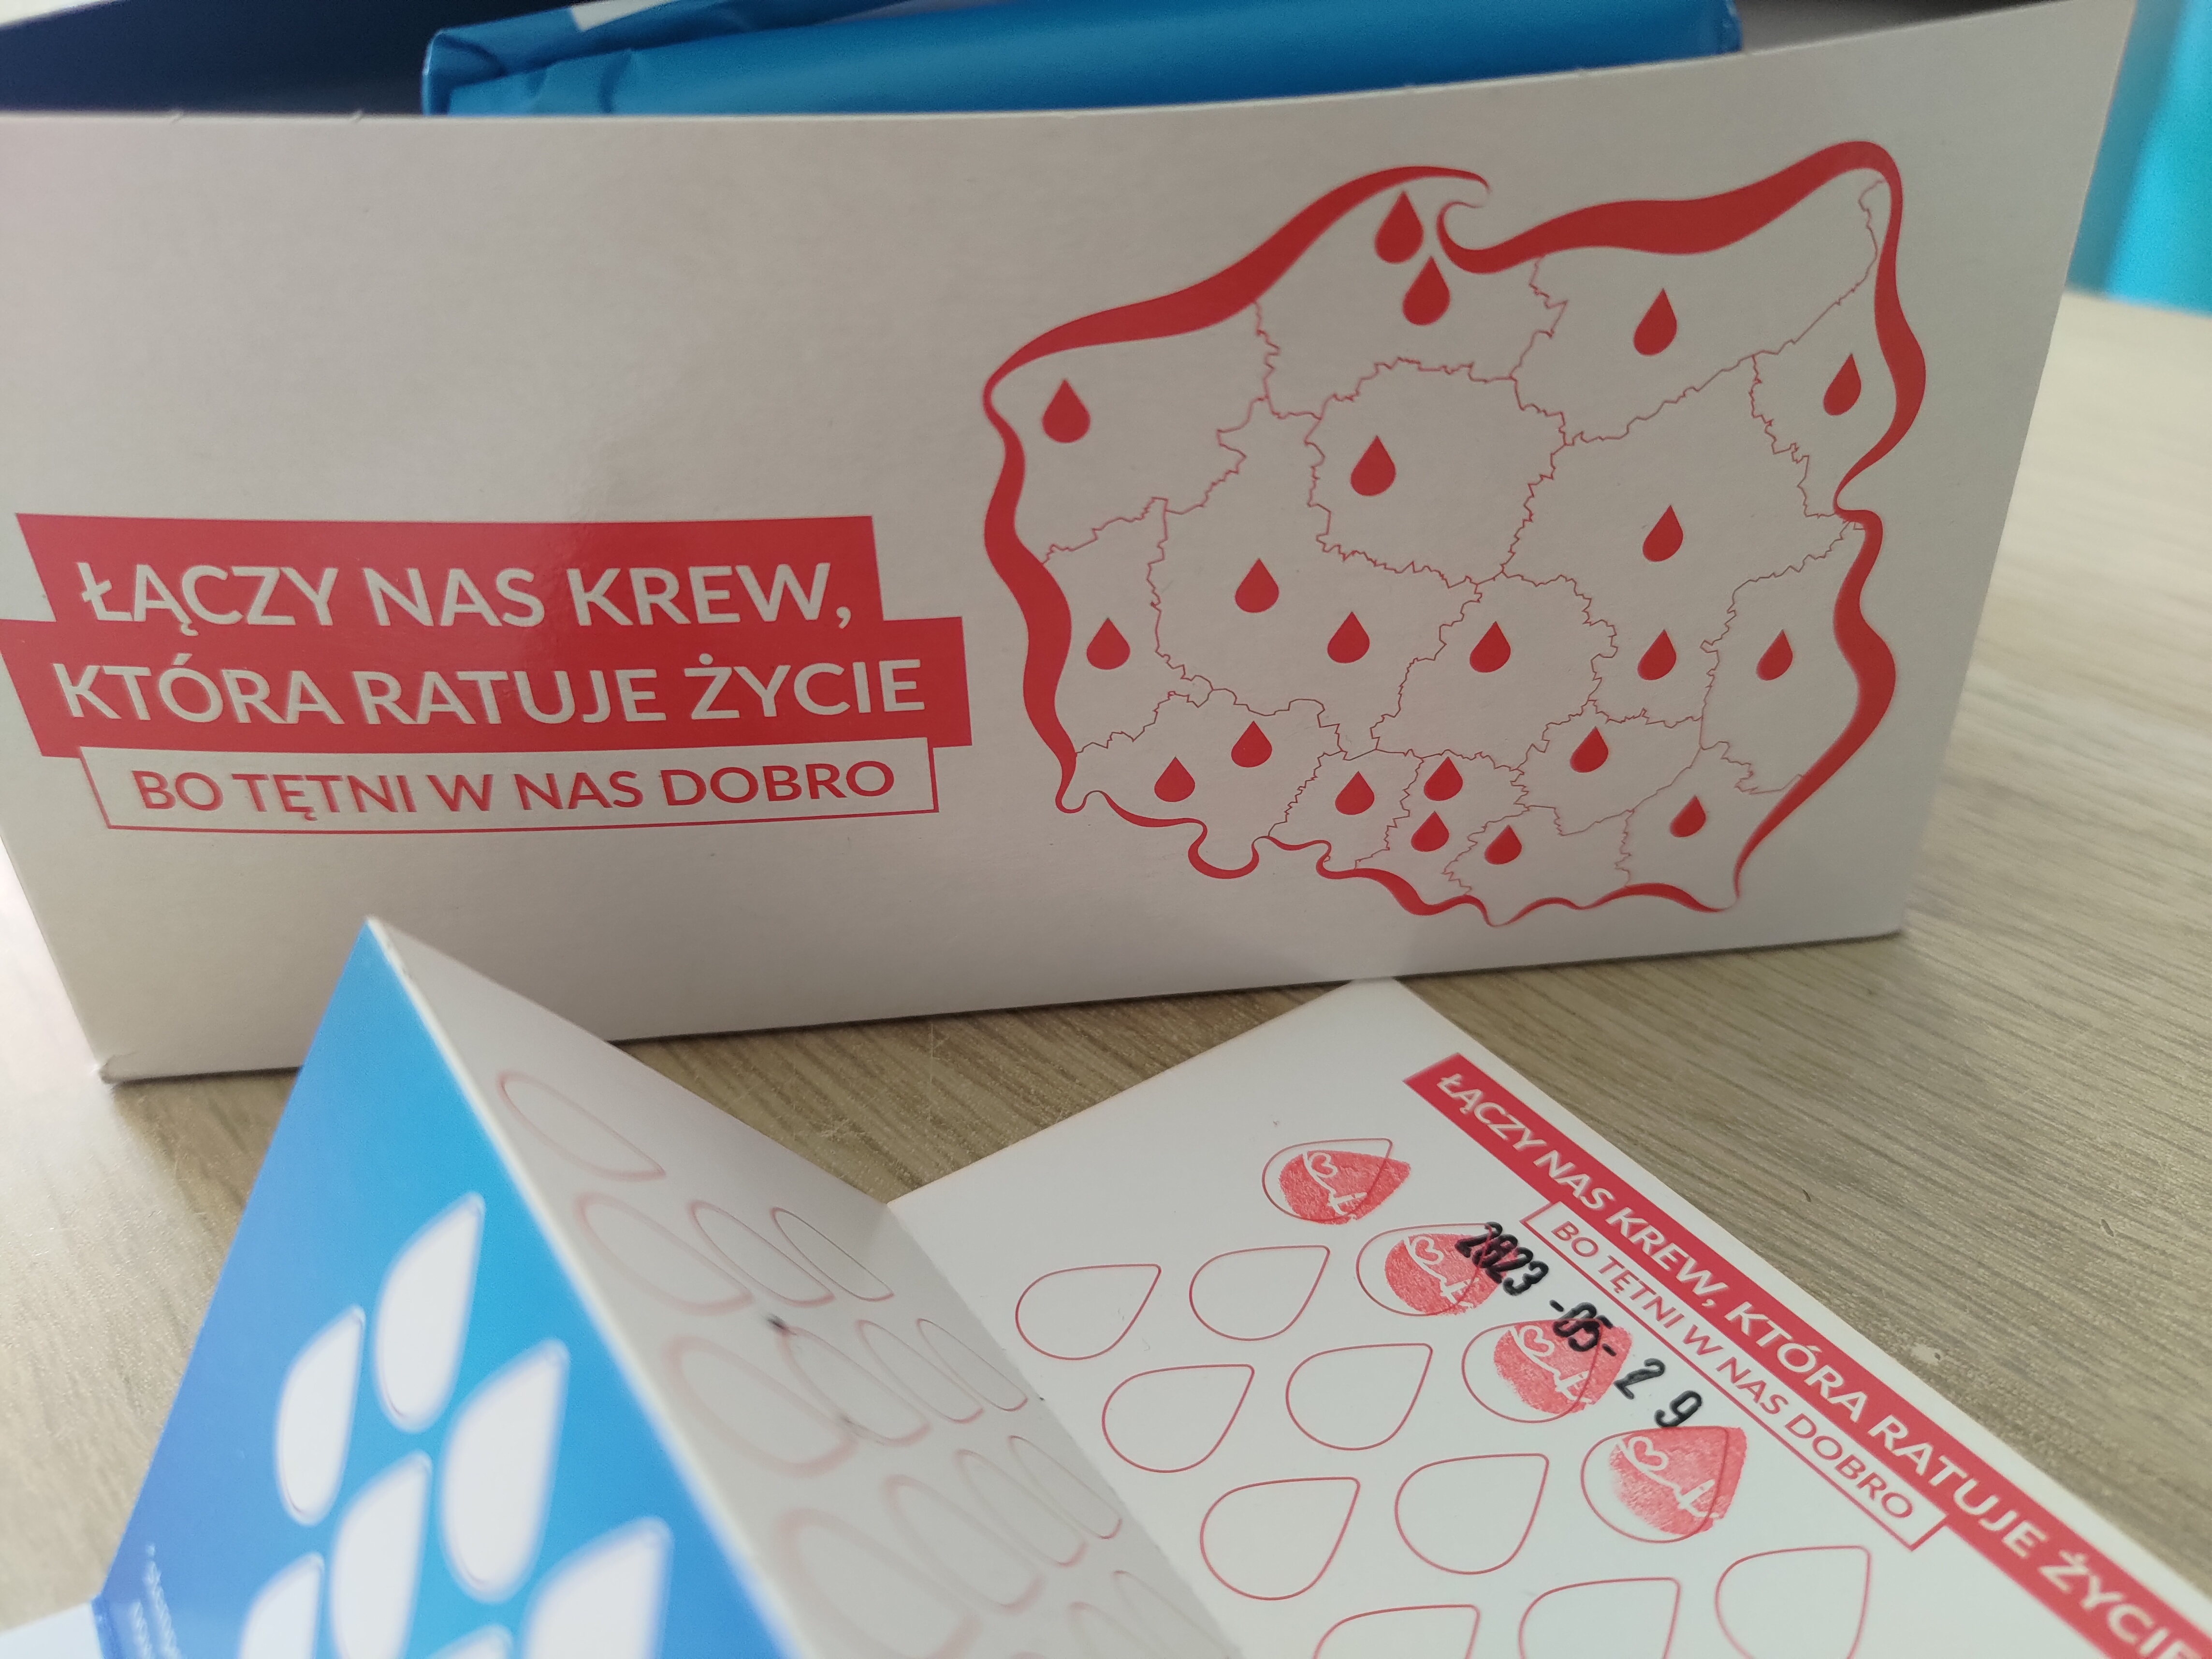 ŁĄCZY NAS KREW,
KTÓRA RATUJE ŻYCIE
BO TĘTNI W NAS DOBRO
ŁĄCZY NAS KREW, KTÓRA RATUJE ŻYCIE
BO TĘTNI W NAS DOBRO
2023 -05- 29